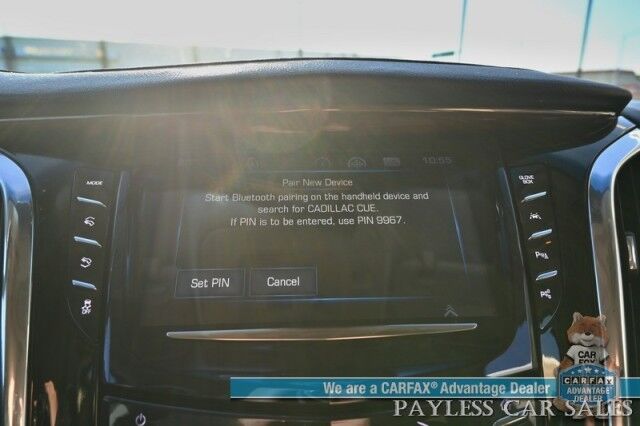 10:55
MODE
Pair New Device
GLOVE
BOX
Start Bluetooth pairing on the handheld device and
search for CADILLAC CUE.
If PIN is to be entered, use PIN 9967.
Set PIN
Cancel
OFF
CAR
FOX
We are a CARFAX® Advantage Dealer
CARFAX
ADVANTAGE
DEALER
PAYLESS CAR SALES